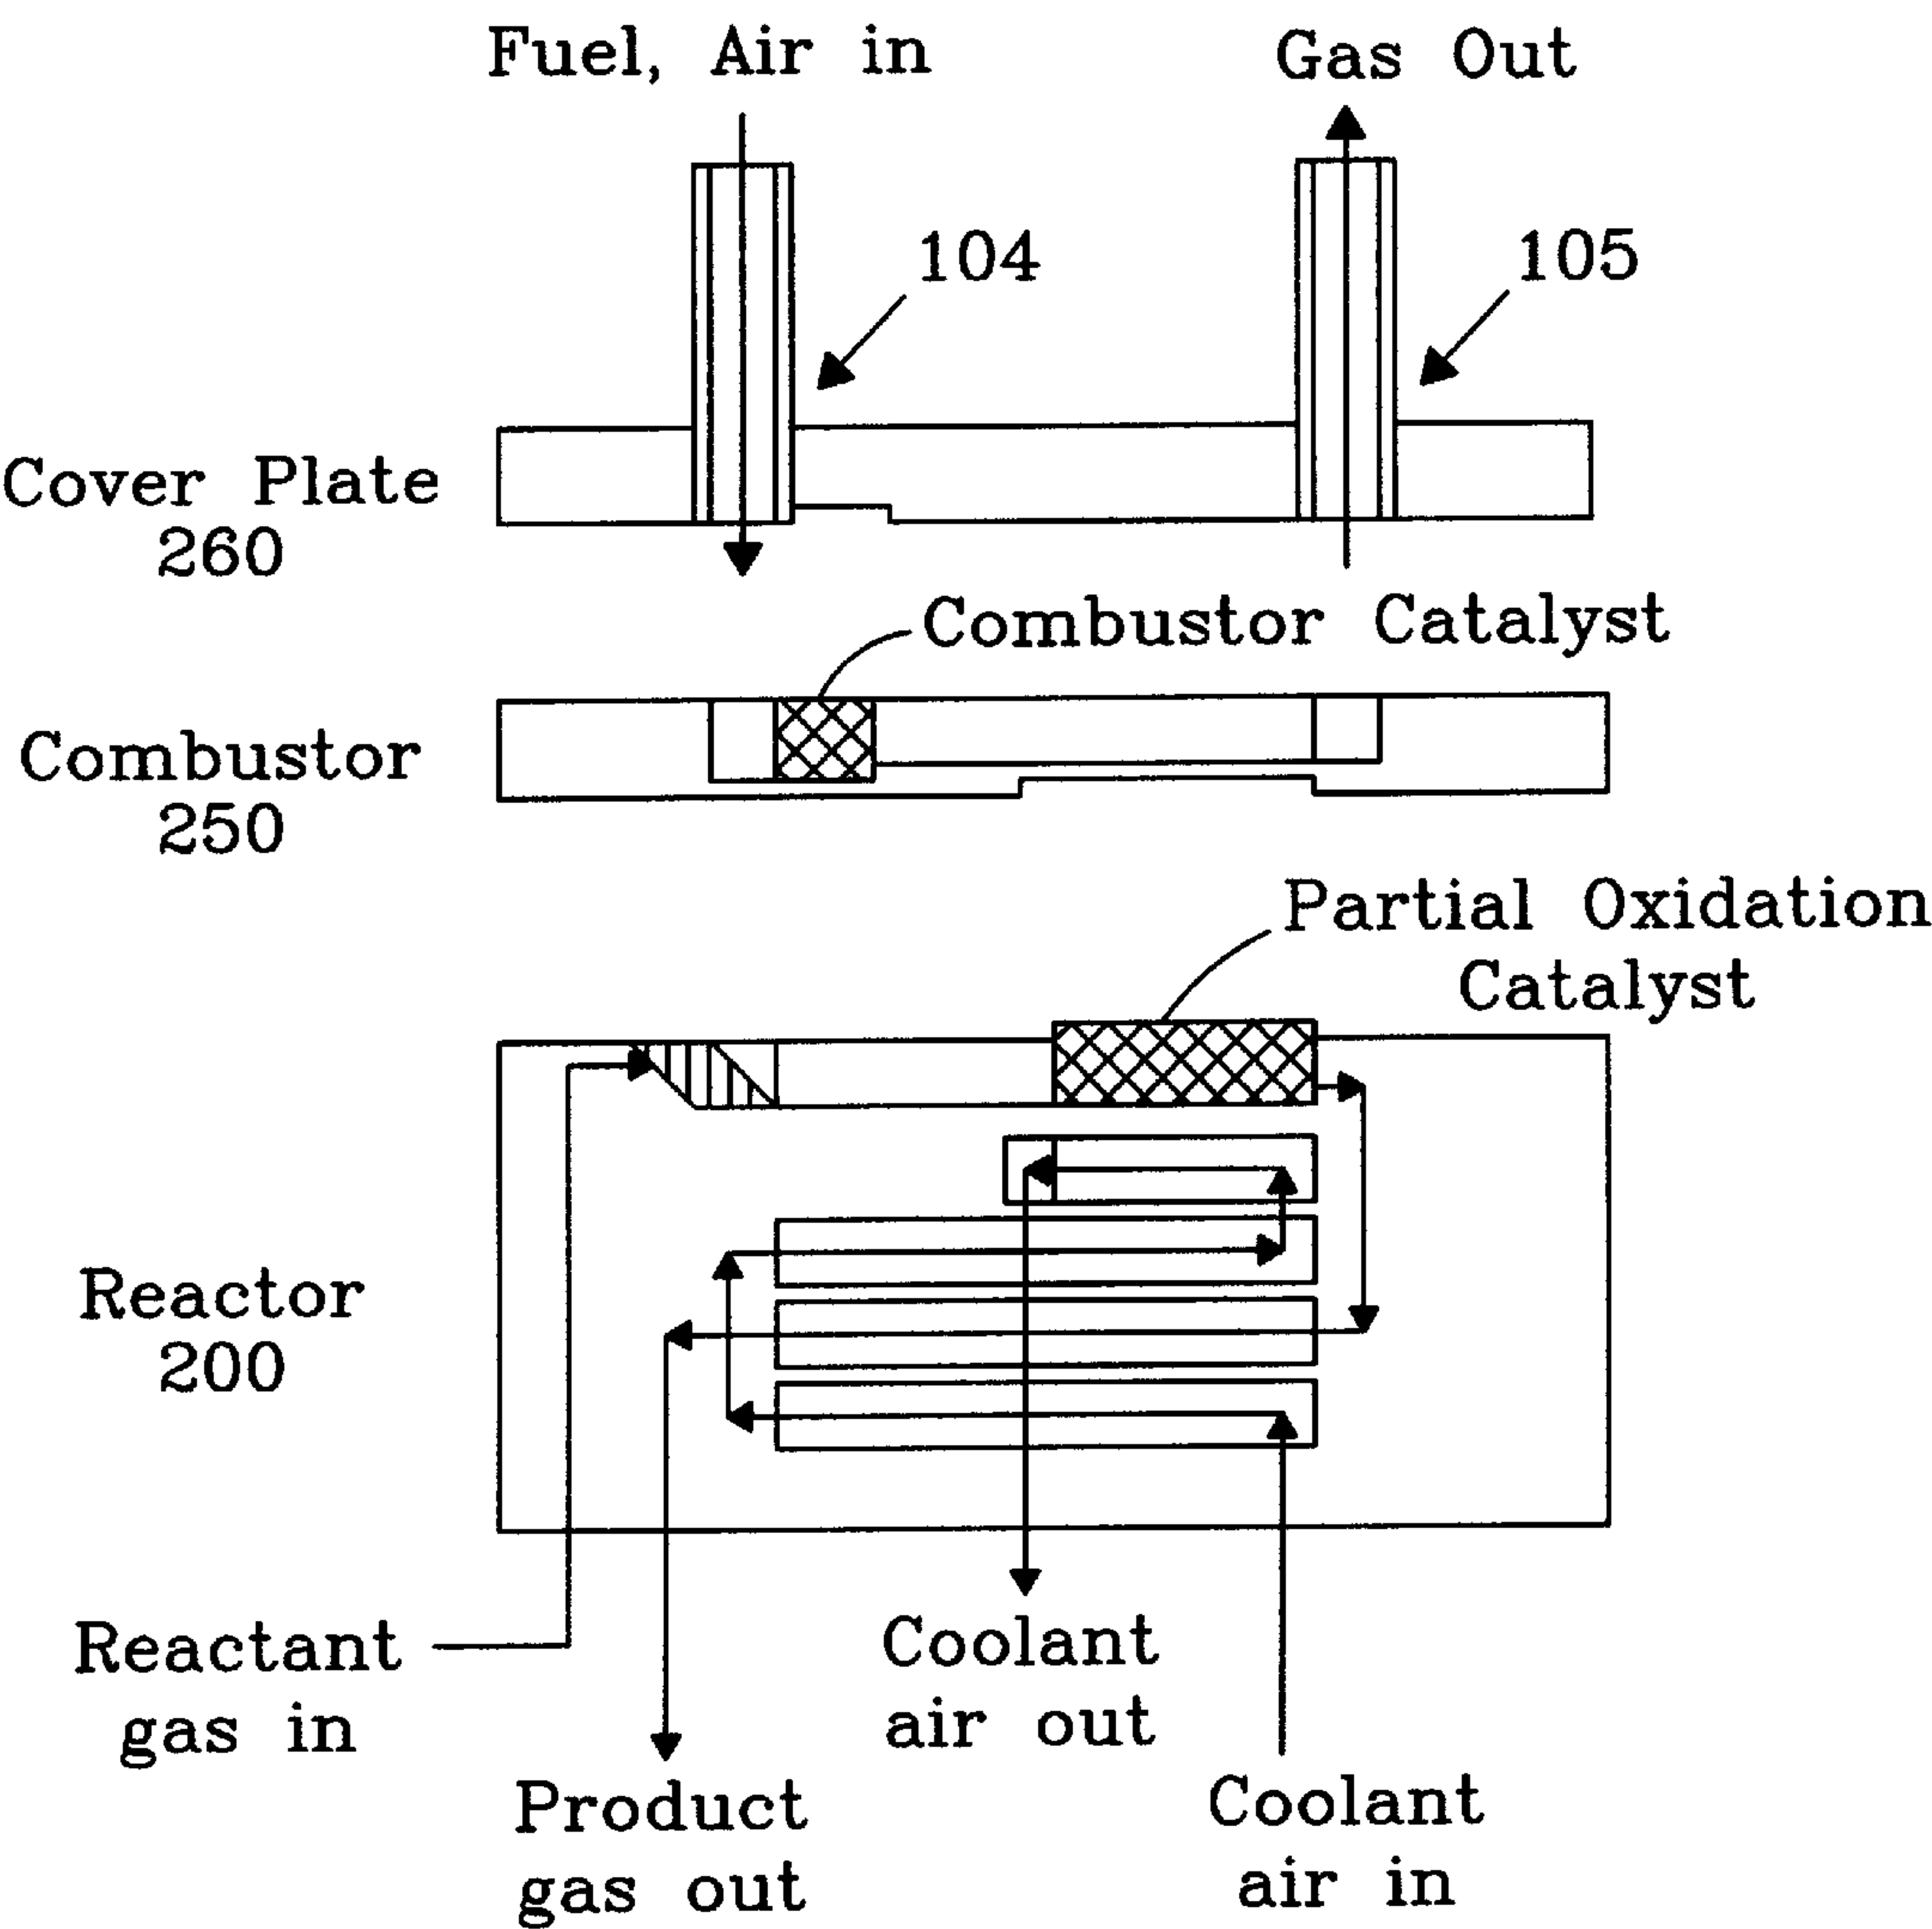 Fuel, Air in
Gas Out
104
105
Cover Plate
260
Combustor Catalyst
Combustor
250
Partial Oxidation
Catalyst
Reactor
200
Reactant
gas in
Coolant
air out
Product
gas out
Coolant
air in